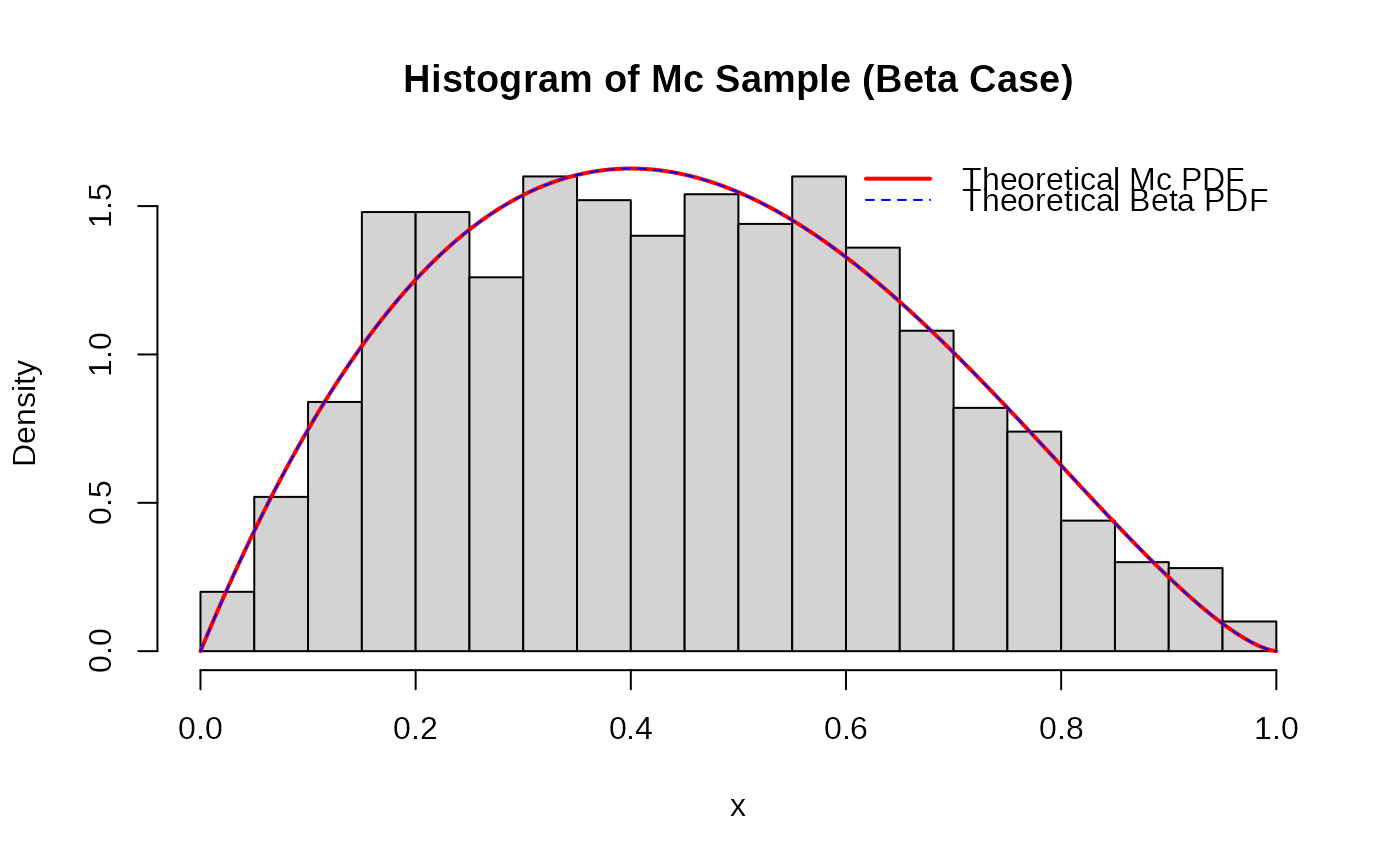 Histogram of Mc Sample (Beta Case)
Theoretical Mc PDF
Theoretical Beta PDF
Density
1.5
1.0
0.5
0.0
0.0 0.2 0.4 0.6 0.8 1.0
x